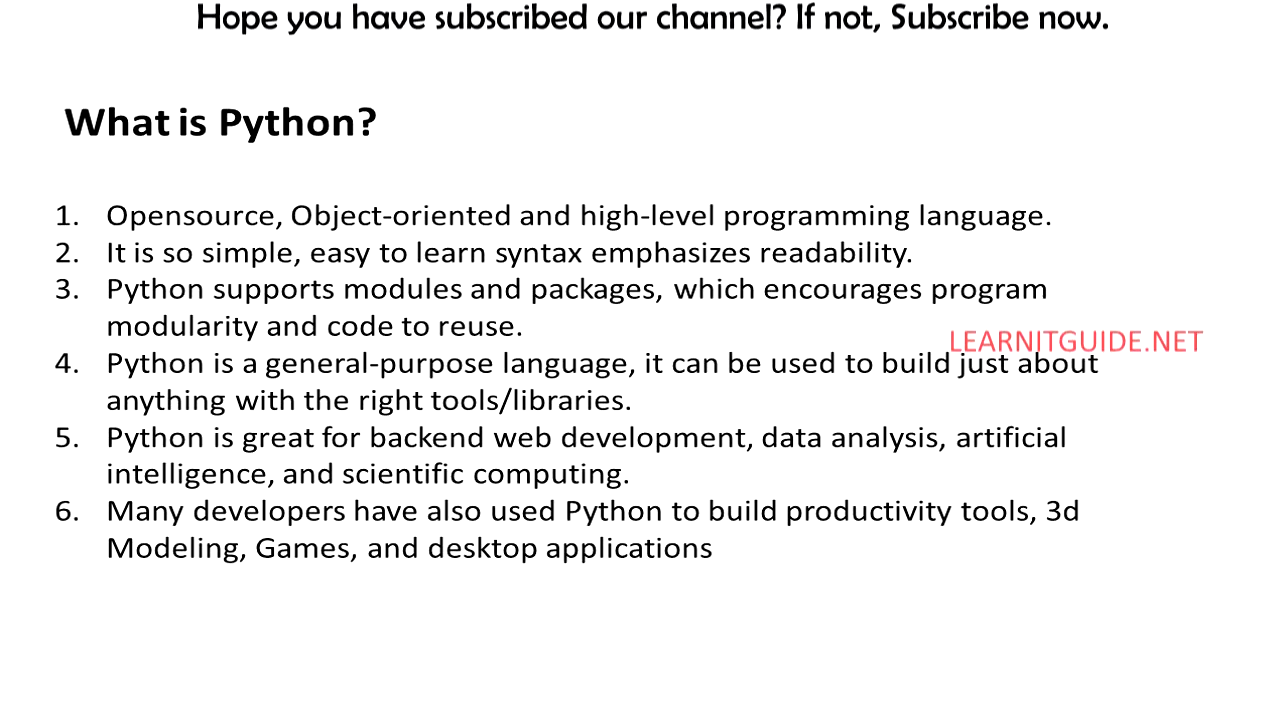 Hope you have subscribed our channel? If not, Subscribe now.
What is Python?
1. Opensource, Object-oriented and high-level programming language.
2. It is so simple, easy to learn syntax emphasizes readability.
3. Python supports modules and packages, which encourages program
modularity and code to reuse.
LEARNITGUIDE.NET
4. Python is a general-purpose language, it can be used to build just about
anything with the right tools/libraries.
5. Python is great for backend web development, data analysis, artificial
intelligence, and scientific computing.
6. Many developers have also used Python to build productivity tools, 3d
Modeling, Games, and desktop applications